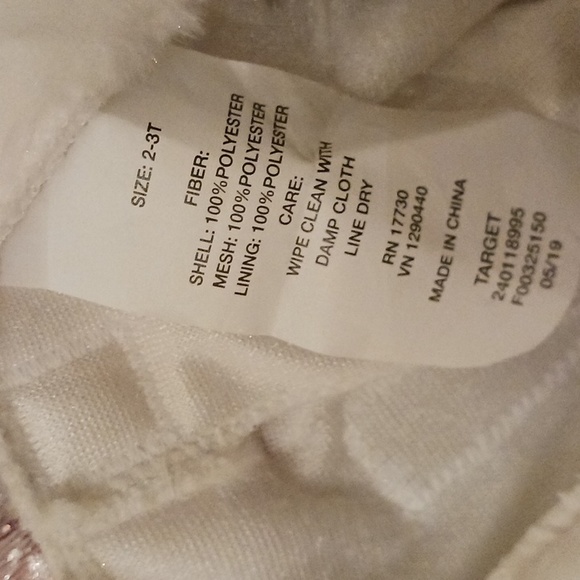 SIZE: 2-3T
FIBER:
SHELL: 100%POLYESTER
MESH: 100%POLYESTER
LINING: 100%POLYESTER
CARE:
WIPE CLEAN WITH
DAMP CLOTH
LINE DRY
RN 17730
VN 1290440
MADE IN CHINA
TARGET
240118995
F00325150
05/19